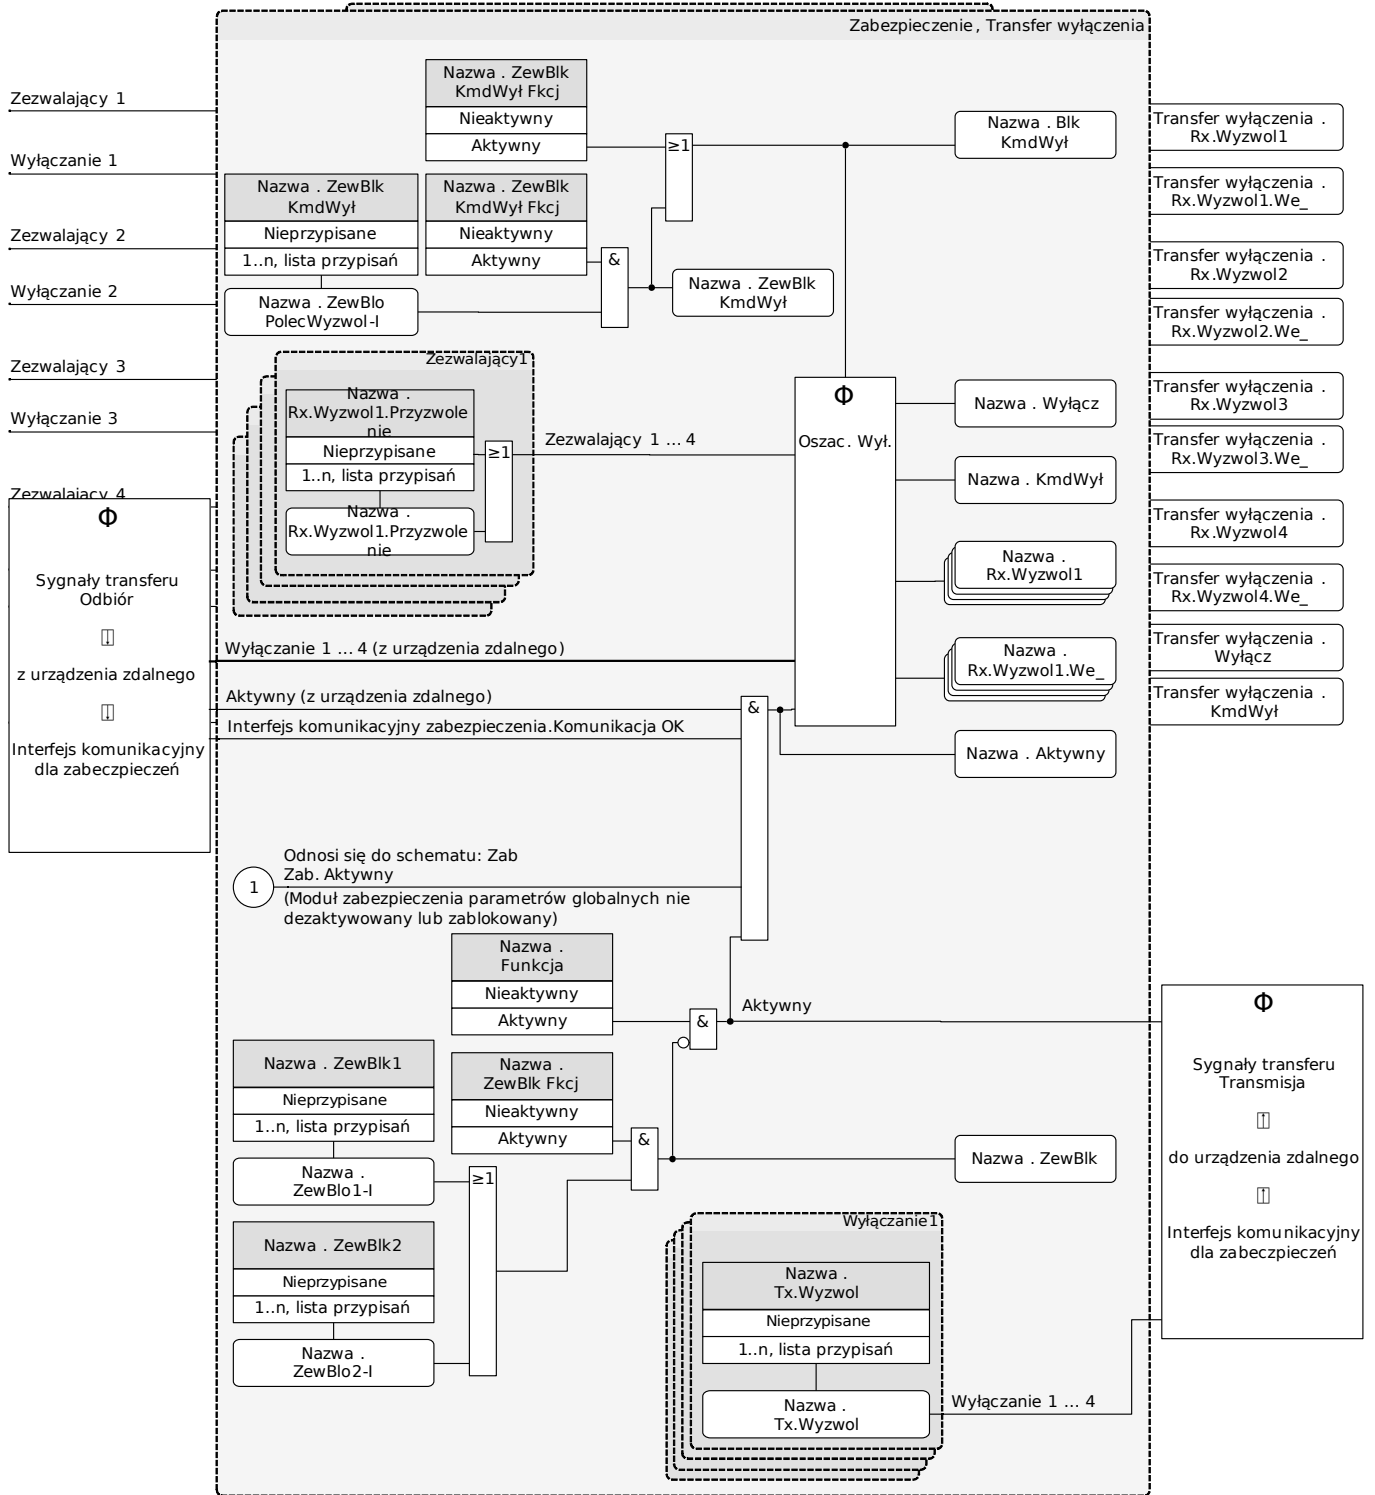 Zabezpieczenie, Transfer wyłączenia
Zezwalający 1
Wyłączanie 1
Zezwalający 2
Wyłączanie 2
Zezwalający 3
Wyłączanie 3
Zezwalający 4
Φ
Sygnały transferu
Odbiór
z urządzenia zdalnego
Interfejs komunikacyjny
dla zabeczpieczeń
Nazwa . ZewBlk
KmdWył Fkcj
Nieaktywny
Aktywny
≥1
Nazwa . Blk
KmdWył
Nazwa . ZewBlk
KmdWył
Nieprzypisane
1..n, lista przypisań
Nazwa . ZewBlk
KmdWył Fkcj
Nieaktywny
Aktywny
&
Nazwa . ZewBlo
PolecWyzwol-I
Nazwa . ZewBlk
KmdWył
Zezwalający1
Nazwa .
Rx.Wyzwol1.Przyzwole
nie
Nieprzypisane
1..n, lista przypisań
≥1
Nazwa .
Rx.Wyzwol1.Przyzwole
nie
Zezwalający 1 ... 4
Φ
Oszac. Wył.
Nazwa . Wyłącz
Nazwa . KmdWył
Nazwa .
Rx.Wyzwol1
Nazwa .
Rx.Wyzwol1.We_
Nazwa . Aktywny
Wyłączanie 1 ... 4 (z urządzenia zdalnego)
Aktywny (z urządzenia zdalnego)
Interfejs komunikacyjny zabezpieczenia.Komunikacja OK
&
1
Odnosi się do schematu: Zab
Zab. Aktywny
(Moduł zabezpieczenia parametrów globalnych nie
dezaktywowany lub zablokowany)
Nazwa .
Funkcja
Nieaktywny
Aktywny
&
Aktywny
Nazwa . ZewBlk1
Nieprzypisane
1..n, lista przypisań
Nazwa .
ZewBlo1-I
Nazwa .
ZewBlk Fkcj
Nieaktywny
Aktywny
&
≥1
Nazwa . ZewBlk
Nazwa . ZewBlk2
Nieprzypisane
1..n, lista przypisań
Nazwa .
ZewBlo2-I
Wyłączanie1
Nazwa .
Tx.Wyzwol
Nieprzypisane
1..n, lista przypisań
Nazwa .
Tx.Wyzwol
Wyłączanie 1 ... 4
Transfer wyłączenia .
Rx.Wyzwol1
Transfer wyłączenia .
Rx.Wyzwol1.We_
Transfer wyłączenia .
Rx.Wyzwol2
Transfer wyłączenia .
Rx.Wyzwol2.We_
Transfer wyłączenia .
Rx.Wyzwol3
Transfer wyłączenia .
Rx.Wyzwol3.We_
Transfer wyłączenia .
Rx.Wyzwol4
Transfer wyłączenia .
Rx.Wyzwol4.We_
Transfer wyłączenia .
Wyłącz
Transfer wyłączenia .
KmdWył
Φ
Sygnały transferu
Transmisja
do urządzenia zdalnego
Interfejs komunikacyjny
dla zabeczpieczeń